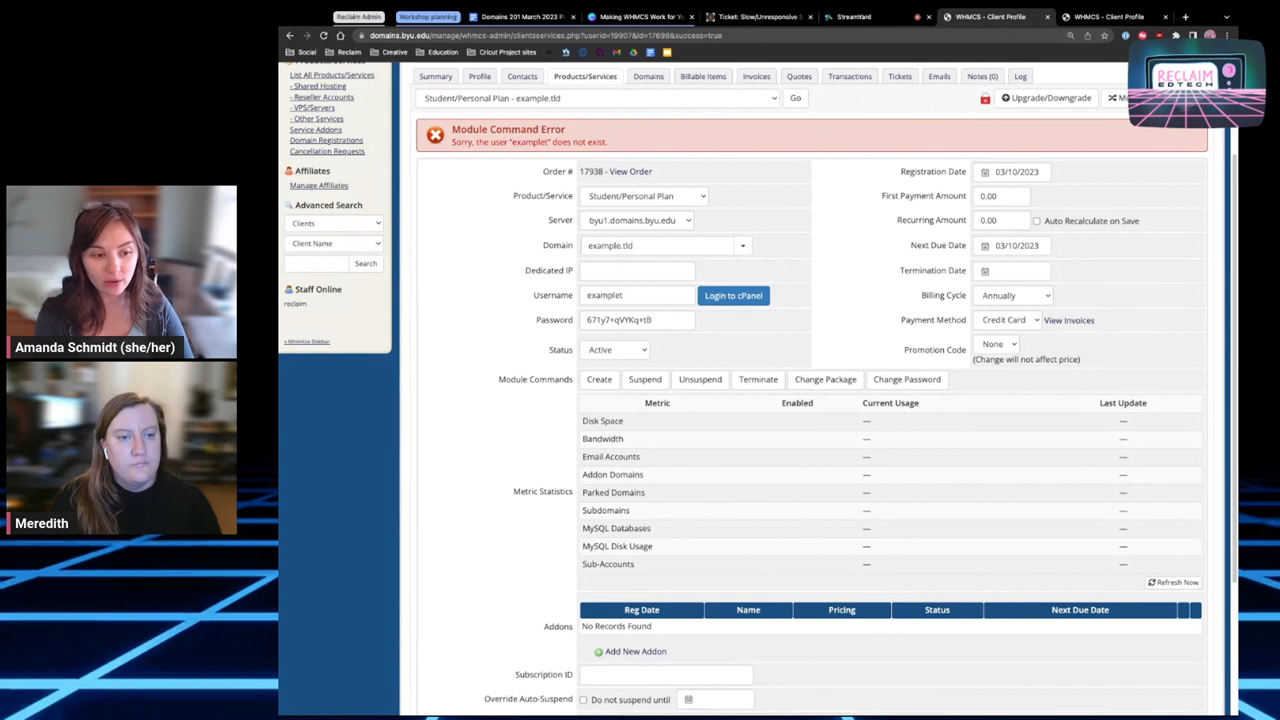 Reclaim Admin
Workshop planning
Domains 201 March 2023 P
Making WHMCS Work for Y
Ticket: Slow/Unresponsive S
StreamYard
WHMCS - Client Profile
WHMCS - Client Profile
domains.byu.edu/manage/whmcs-admin/clientsservices.php?userid=19907&id=17698&success=true
Social
Reclaim
Creative
Education
Cricut Project sites
RECLAIM
EDTECH
List All Products/Services
- Shared Hosting
- Reseller Accounts
- VPS/Servers
- Other Services
Service Addons
Domain Registrations
Cancellation Requests
Affiliates
Manage Affiliates
Advanced Search
Clients
Client Name
Search
Staff Online
reclaim
« Minimise Sidebar
Summary Profile Contacts Products/Services Domains Billable Items Invoices Quotes Transactions Tickets Emails Notes (0) Log
Student/Personal Plan - example.tld Go Upgrade/Downgrade
Module Command Error
Sorry, the user "examplet" does not exist.
Order # 17938 - View Order Registration Date 03/10/2023
Product/Service Student/Personal Plan First Payment Amount 0.00
Server byu1.domains.byu.edu Recurring Amount 0.00 Auto Recalculate on Save
Domain example.tld Next Due Date 03/10/2023
Dedicated IP Termination Date
Username examplet Login to cPanel Billing Cycle Annually
Password 671y7+qVYKq+tB Payment Method Credit Card View Invoices
Status Active Promotion Code None
(Change will not affect price)
Module Commands Create Suspend Unsuspend Terminate Change Package Change Password
Metric Enabled Current Usage Last Update
Disk Space — —
Bandwidth — —
Email Accounts — —
Addon Domains — —
Metric Statistics
Parked Domains — —
Subdomains — —
MySQL Databases — —
MySQL Disk Usage — —
Sub-Accounts — —
Refresh Now
Reg Date Name Pricing Status Next Due Date
Addons No Records Found
Add New Addon
Subscription ID
Override Auto-Suspend Do not suspend until
Amanda Schmidt (she/her)
Meredith